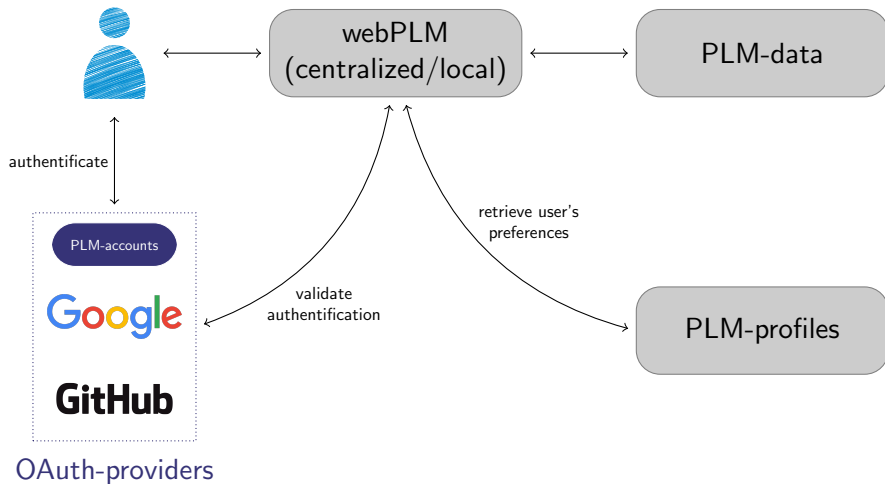 webPLM
(centralized/local)
PLM-data
authentificate
PLM-accounts
Google
GitHub
OAuth-providers
validate
authentification
retrieve user's
preferences
PLM-profiles